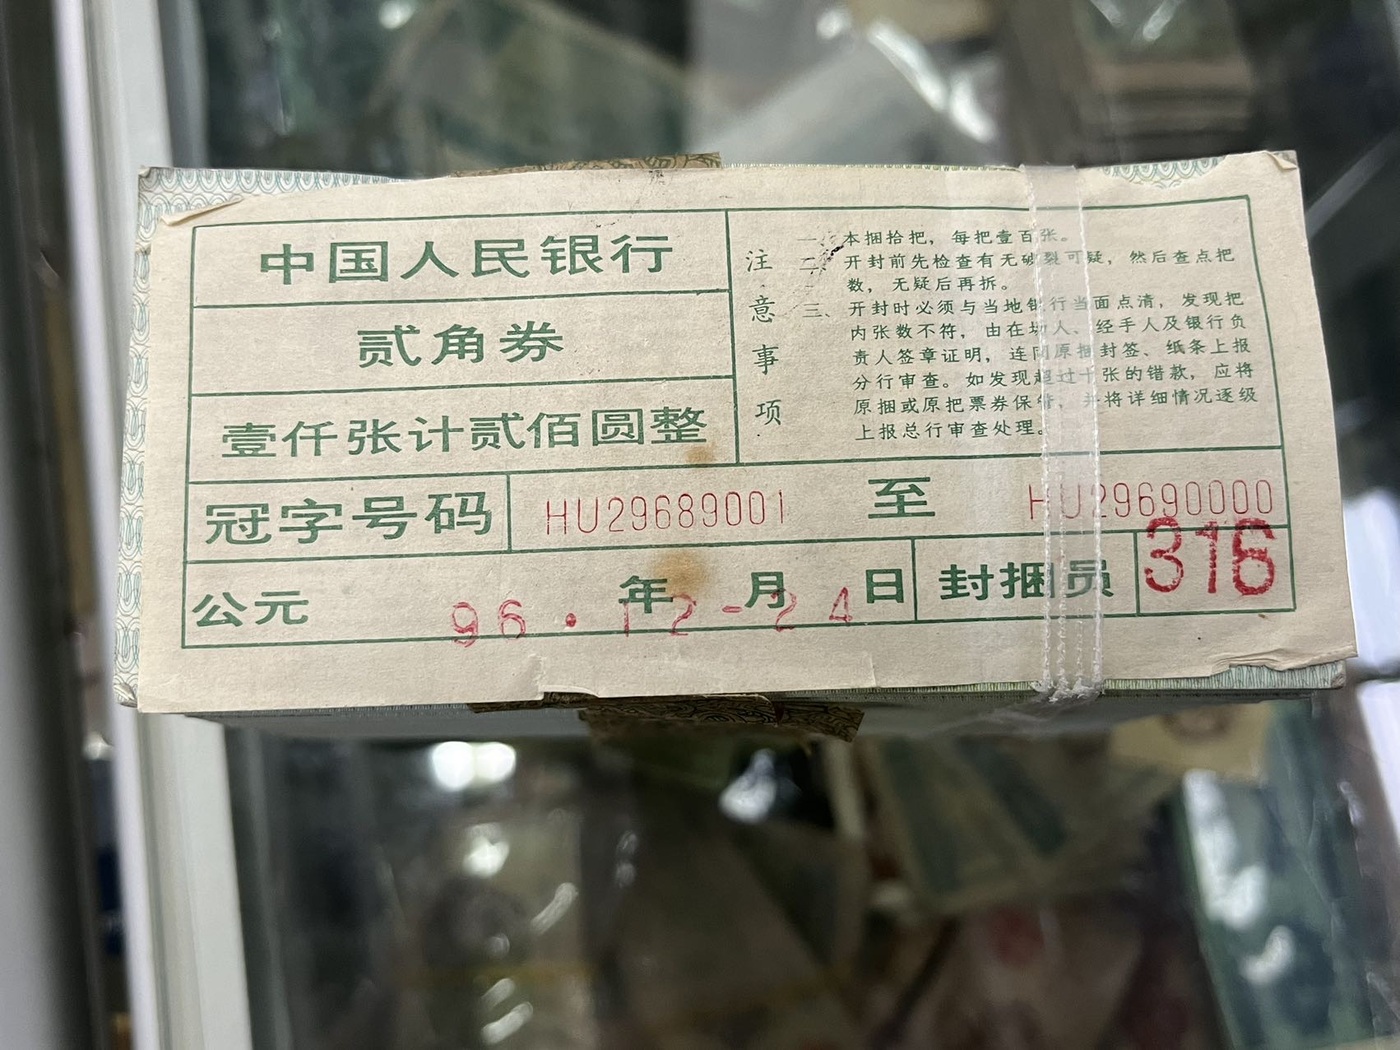 中国人民银行
贰角券
壹仟张计贰佰圆整
注意事项
一、本捆拾把，每把壹百张。
二、开封前先检查有无破裂可疑，然后查点把
数，无疑后再拆。
三、开封时必须与当地银行当面点清，发现把
内张数不符，由在场人、经手人及银行负
责人签章证明，连同原捆封签、纸条上报
分行审查。如发现超过十张的错款，应将
原捆或原把票券保管，并将详细情况逐级
上报总行审查处理。
冠字号码 HU29689001 至 HU29690000
公元 年 月 日 封捆员 316
96·12-24